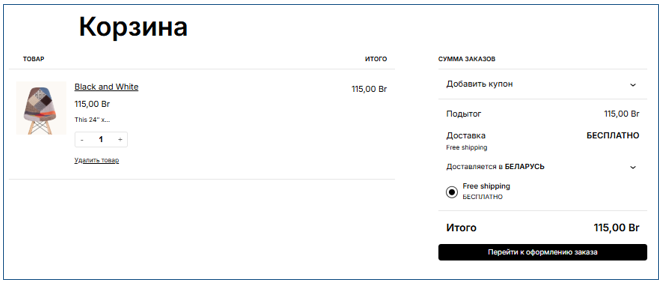 Корзина
ТОВАР
ИТОГО
Black and White
115,00 Br
115,00 Br
This 24" x...
- 1 +
Удалить товар
СУММА ЗАКАЗОВ
Добавить купон
Подытог 115,00 Br
Доставка БЕСПЛАТНО
Free shipping
Доставляется в БЕЛАРУСЬ
Free shipping
БЕСПЛАТНО
Итого 115,00 Br
Перейти к оформлению заказа